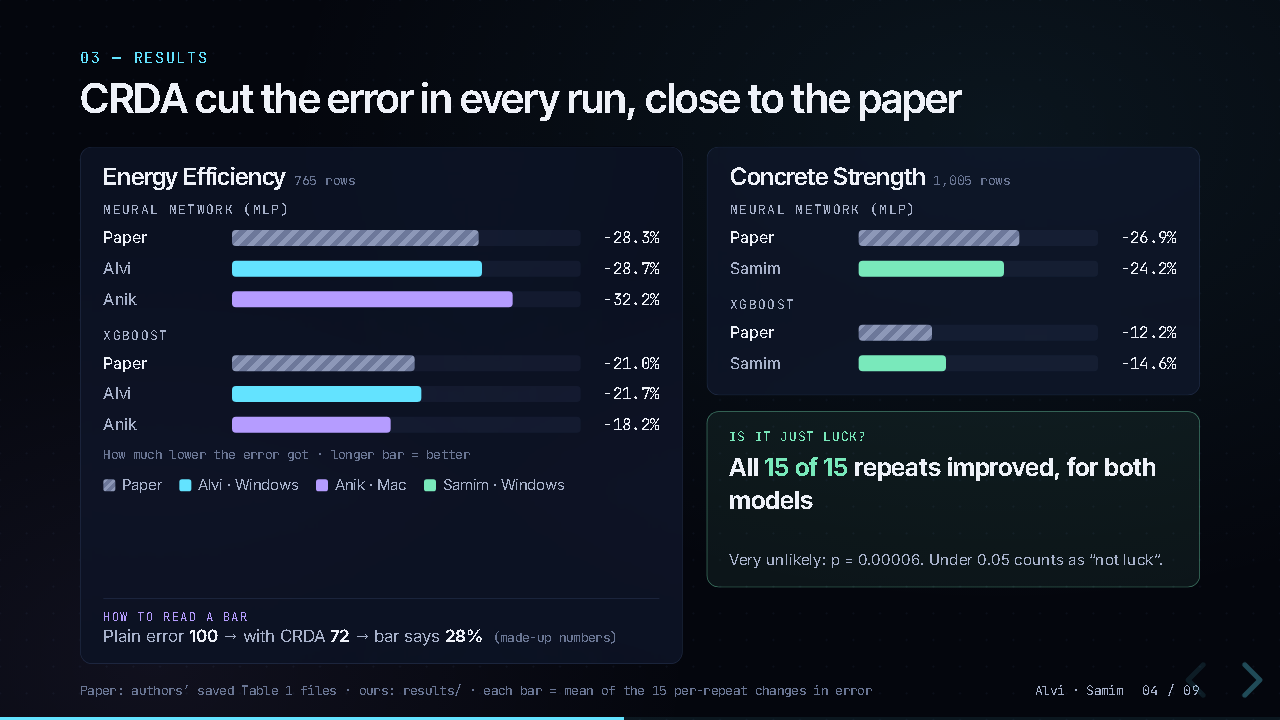 03 — RESULTS
CRDA cut the error in every run, close to the paper
Energy Efficiency 765 rows
NEURAL NETWORK (MLP)
Paper -28.3%
Alvi -28.7%
Anik -32.2%
XGBOOST
Paper -21.0%
Alvi -21.7%
Anik -18.2%
How much lower the error got · longer bar = better
Paper Alvi · Windows Anik · Mac Samim · Windows
HOW TO READ A BAR
Plain error 100 → with CRDA 72 → bar says 28% (made-up numbers)
Concrete Strength 1,005 rows
NEURAL NETWORK (MLP)
Paper -26.9%
Samim -24.2%
XGBOOST
Paper -12.2%
Samim -14.6%
IS IT JUST LUCK?
All 15 of 15 repeats improved, for both
models
Very unlikely: p = 0.00006. Under 0.05 counts as “not luck”.
Paper: authors’ saved Table 1 files · ours: results/ · each bar = mean of the 15 per-repeat changes in error
Alvi · Samim 04 / 09